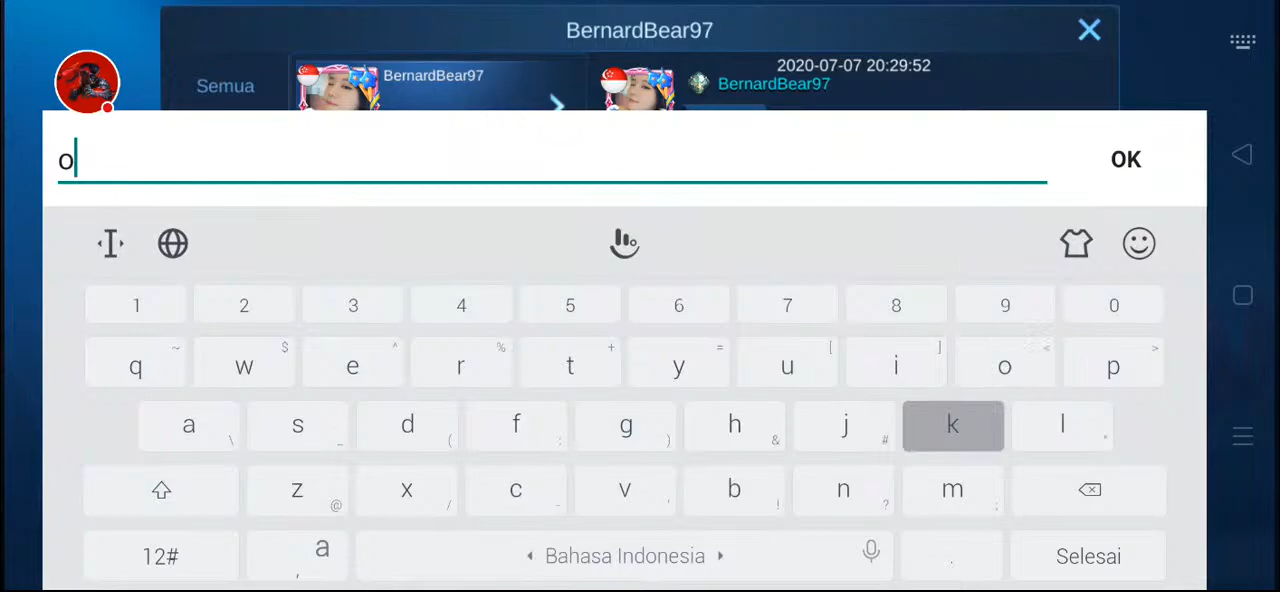 BernardBear97
Semua
BernardBear97
2020-07-07 20:29:52
BernardBear97
o
OK
1 2 3 4 5 6 7 8 9 0
q ~ w $ e ^ r % t + y = u [ i ] o < p >
a \ s _ d ( f : g ) h & j # k l *
z @ x / c - v ' b ! n ? m ;
12# a , Bahasa Indonesia . Selesai